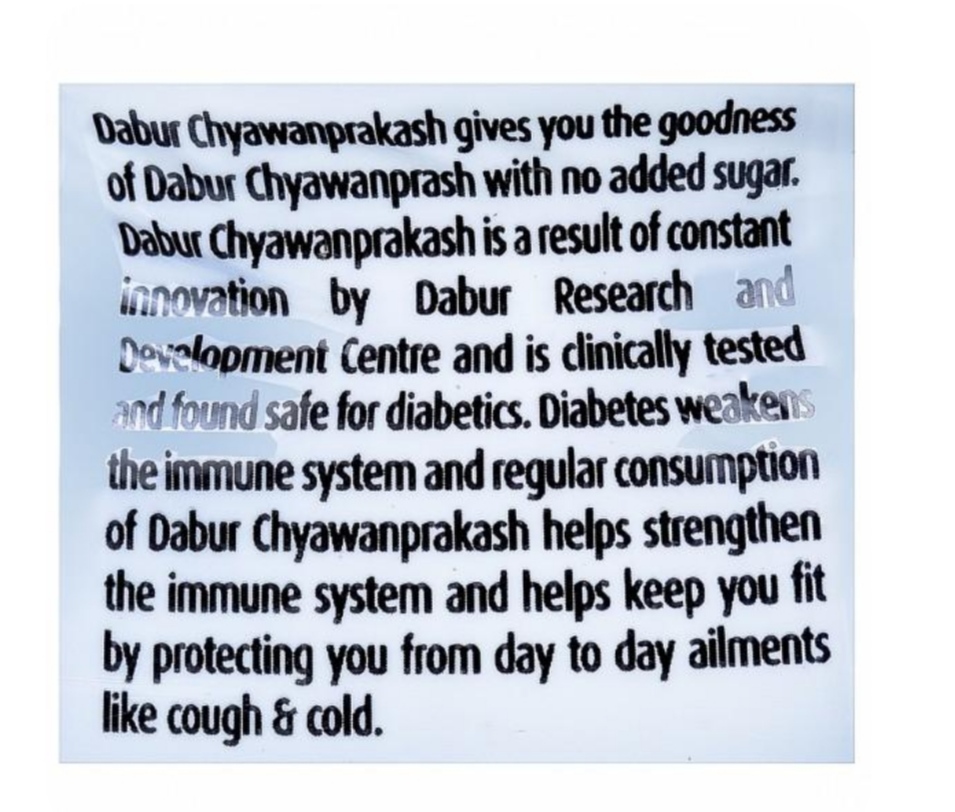 Dabur Chyawanprakash gives you the goodness
of Dabur Chyawanprash with no added sugar.
Dabur Chyawanprakash is a result of constant
innovation by Dabur Research and
Development Centre and is clinically tested
and found safe for diabetics. Diabetes weakens
the immune system and regular consumption
of Dabur Chyawanprakash helps strengthen
the immune system and helps keep you fit
by protecting you from day to day ailments
like cough & cold.